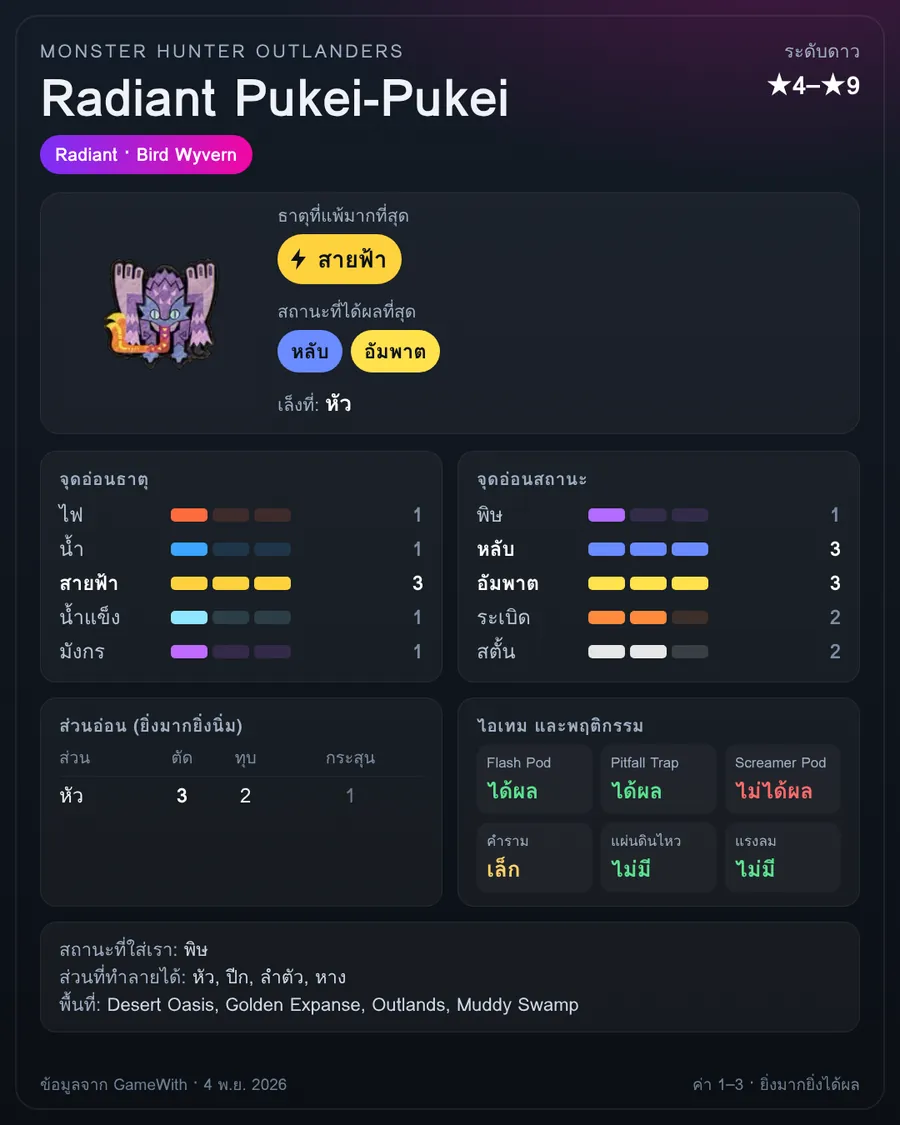 MONSTER HUNTER OUTLANDERS
ระดับดาว
Radiant Pukei-Pukei
★4–★9
Radiant · Bird Wyvern
ธาตุที่แพ้มากที่สุด
สายฟ้า
สถานะที่ได้ผลที่สุด
หลับ อัมพาต
เล็งที่: หัว
จุดอ่อนธาตุ
ไฟ 1
น้ำ 1
สายฟ้า 3
น้ำแข็ง 1
มังกร 1
จุดอ่อนสถานะ
พิษ 1
หลับ 3
อัมพาต 3
ระเบิด 2
สตั้น 2
ส่วนอ่อน (ยิ่งมากยิ่งนิ่ม)
ส่วน ตัด ทุบ กระสุน
หัว 3 2 1
ไอเทม และพฤติกรรม
Flash Pod Pitfall Trap Screamer Pod
ได้ผล ได้ผล ไม่ได้ผล
คำราม แผ่นดินไหว แรงลม
เล็ก ไม่มี ไม่มี
สถานะที่ใส่เรา: พิษ
ส่วนที่ทำลายได้: หัว, ปีก, ลำตัว, หาง
พื้นที่: Desert Oasis, Golden Expanse, Outlands, Muddy Swamp
ข้อมูลจาก GameWith · 4 พ.ย. 2026
ค่า 1–3 · ยิ่งมากยิ่งได้ผล